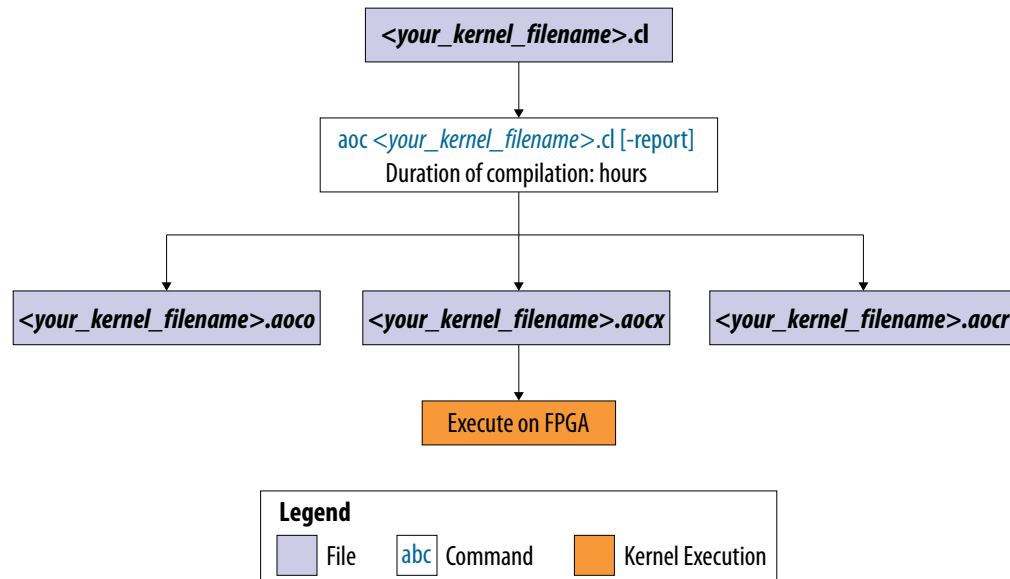 <your_kernel_filename>.cl
aoc <your_kernel_filename>.cl [-report]
Duration of compilation: hours
<your_kernel_filename>.aoco
<your_kernel_filename>.aocx
<your_kernel_filename>.aocr
Execute on FPGA
Legend
File
abc
Command
Kernel Execution